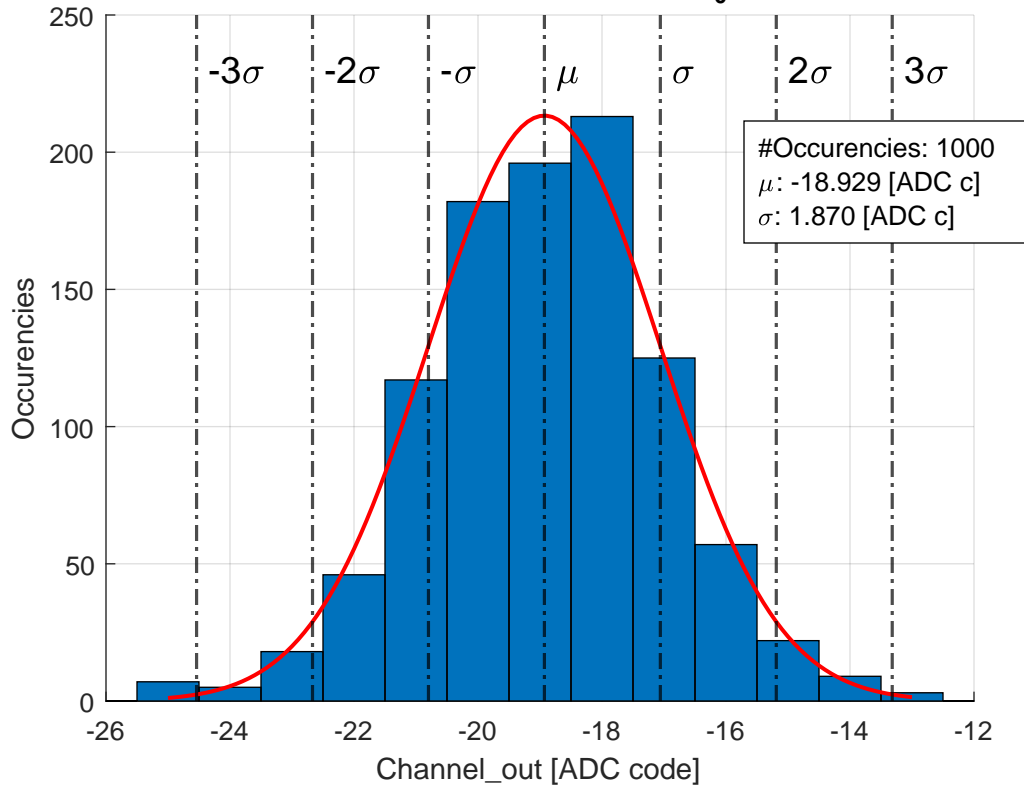 250
-3σ
-2σ
-σ
μ
σ
2σ
3σ
#Occurencies: 1000
μ: -18.929 [ADC c]
σ: 1.870 [ADC c]
200
150
100
50
0
Occurencies
-26
-24
-22
-20
-18
-16
-14
-12
Channel_out [ADC code]